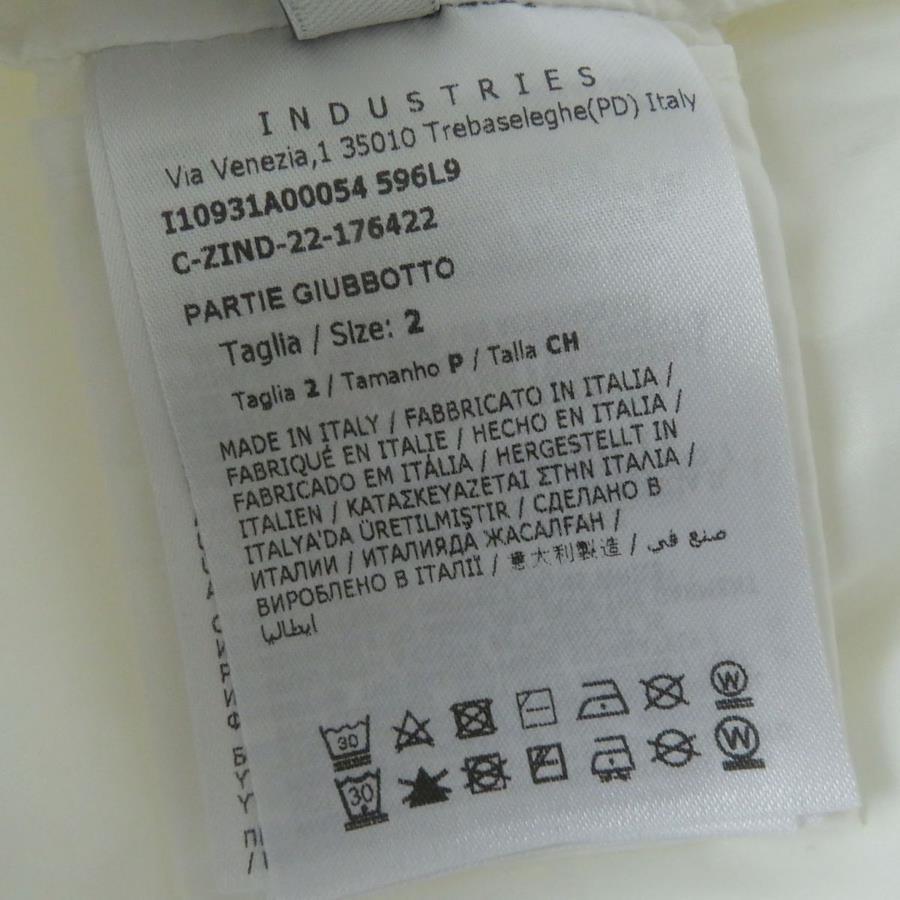 INDUSTRIES
Via Venezia,1 35010 Trebaseleghe(PD) Italy
I10931A00054 596L9
C-ZIND-22-176422
PARTIE GIUBBOTTO
Taglia / SIze: 2
Taglia 2 / Tamanho P / Talla CH
MADE IN ITALY / FABBRICATO IN ITALIA /
FABRIQUÉ EN ITALIE / HECHO EN ITALIA /
FABRICADO EM ITÁLIA / HERGESTELLT IN
ITALIEN / ΚΑΤΑΣΚΕΥΑΖΕΤΑΙ ΣΤΗΝ ΙΤΑΛΙΑ /
ITALYA'DA ÜRETILMIŞTIR / СДЕЛАНО В
ИТАЛИИ / ИТАЛИЯДА ЖАСАЛҒАН /
ВИРОБЛЕНО В ІТАЛІЇ / 意大利製造 / صنع في
ايطاليا
30 W
30 W